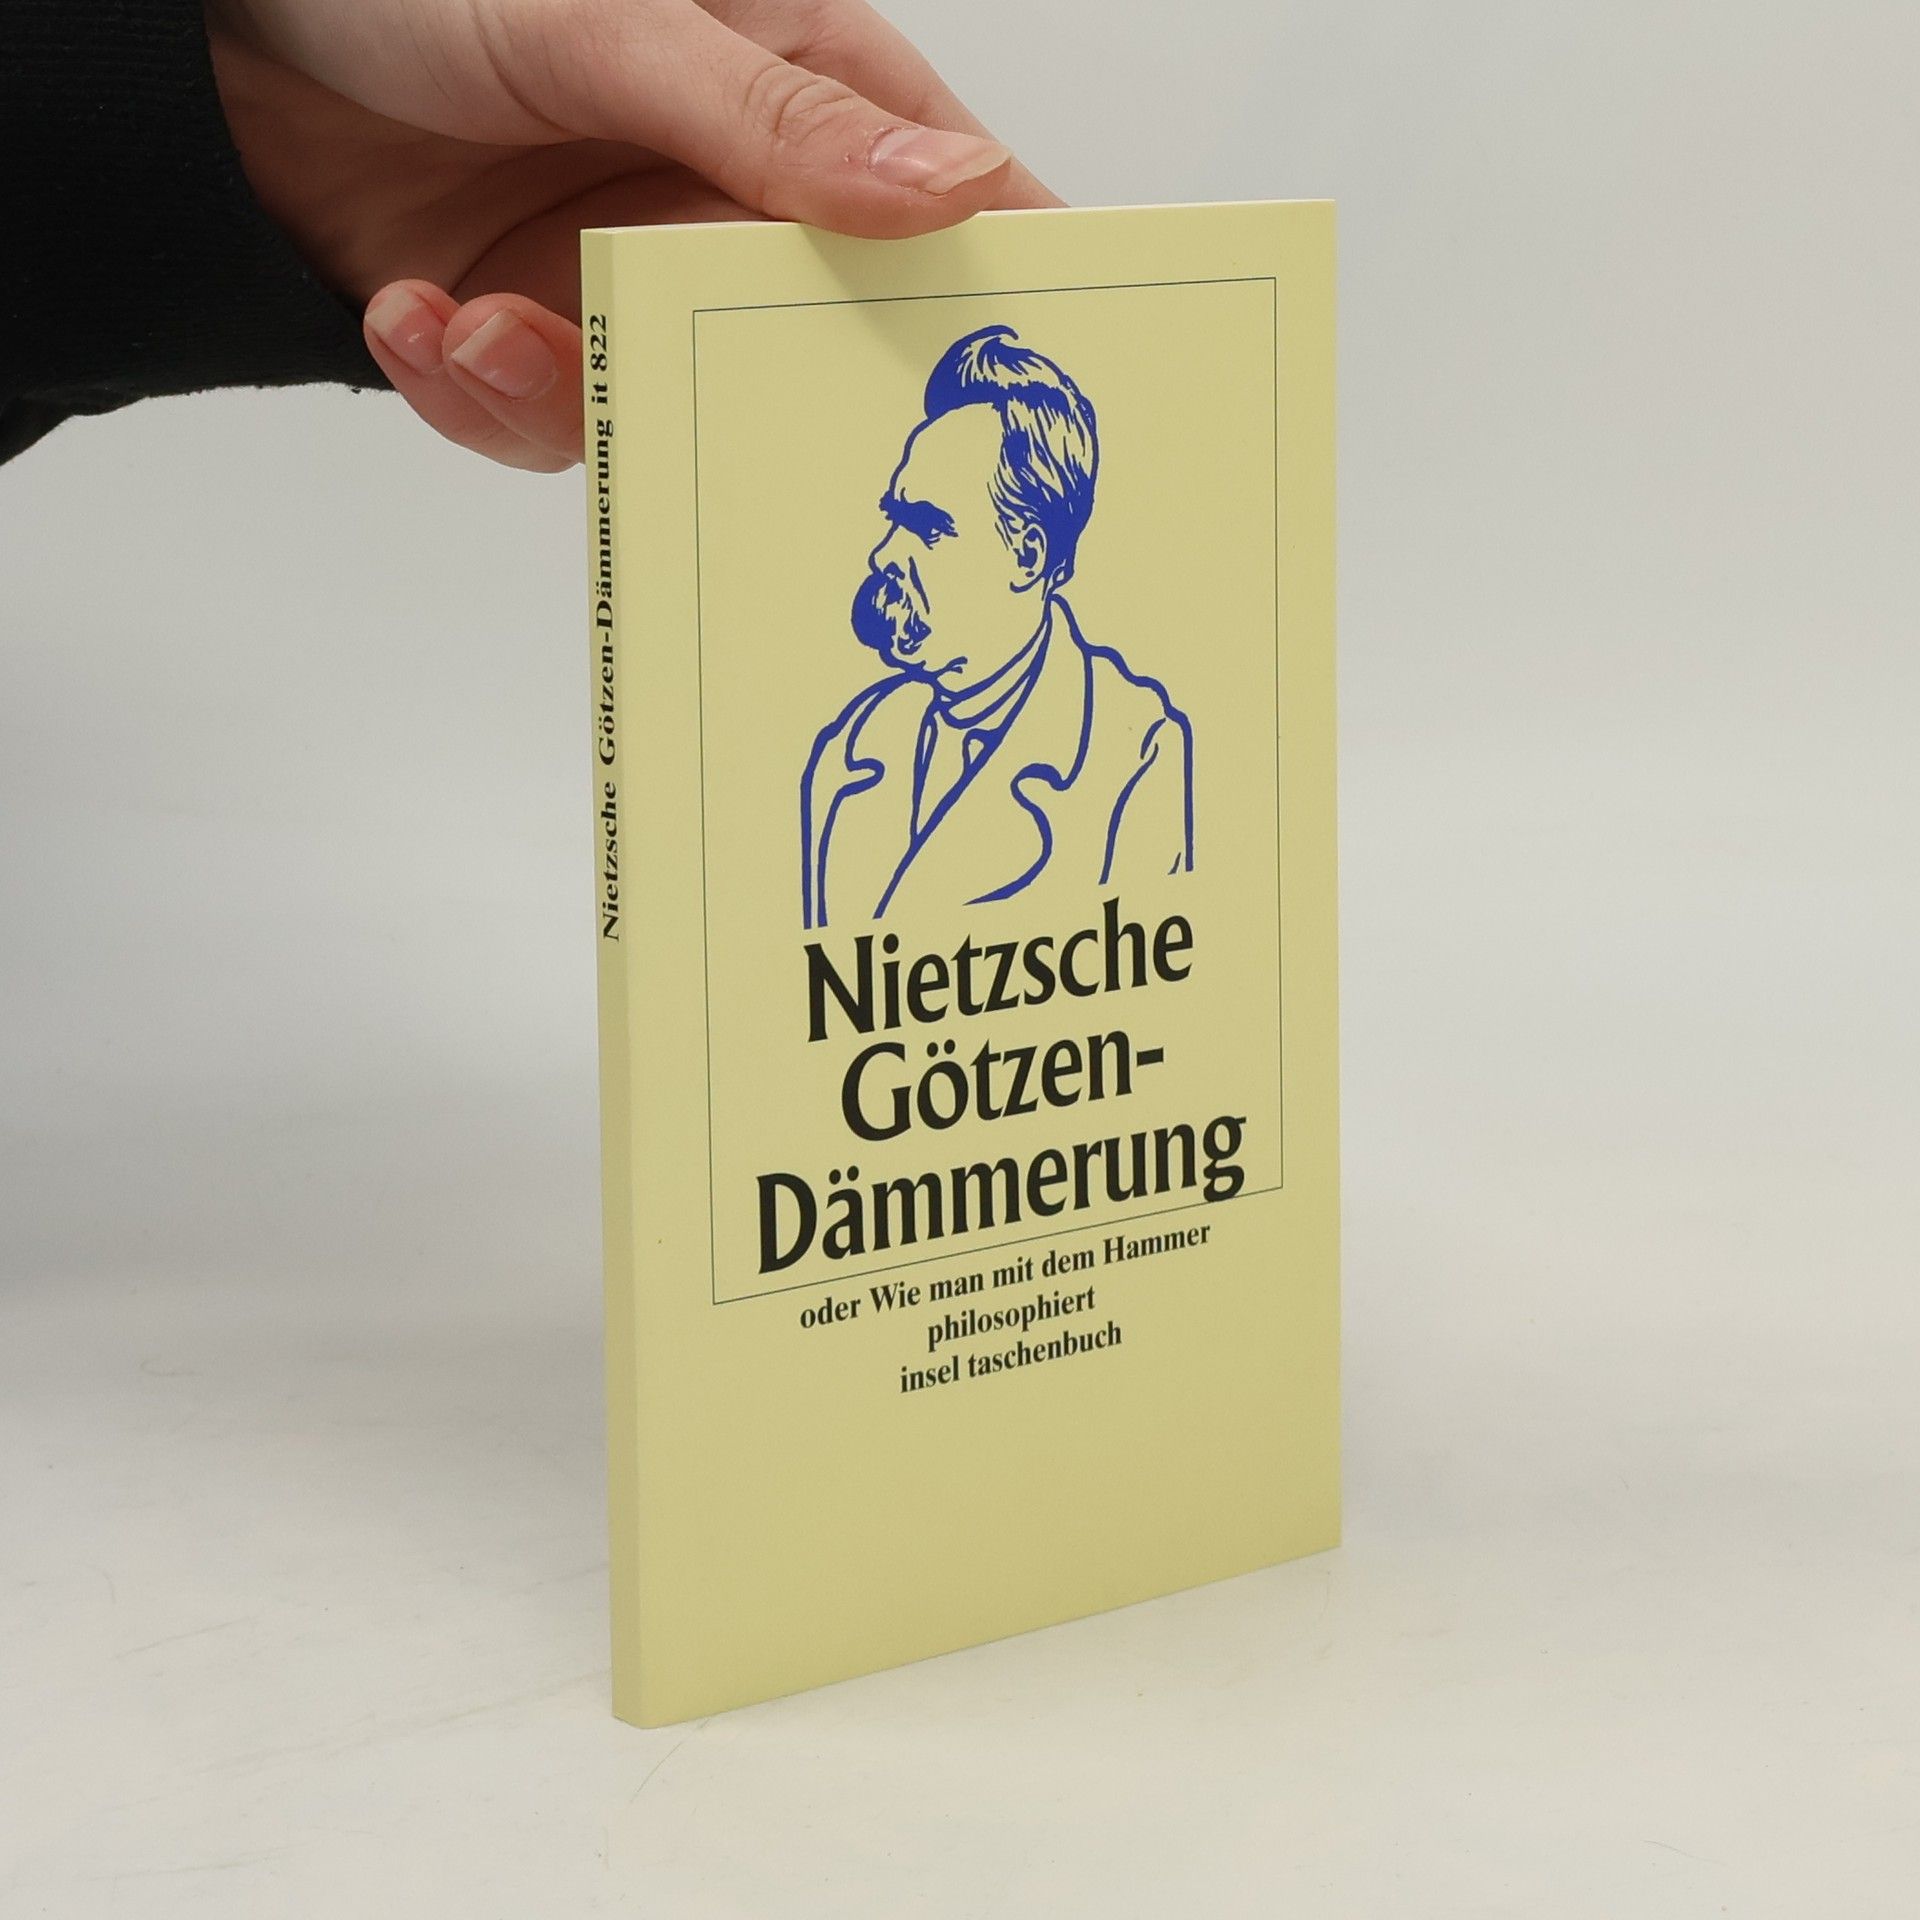 Nietzsche Götzen-Dämmerung it 822
Nietzsche
Götzen-
Dämmerung
oder Wie man mit dem Hammer
philosophiert
insel taschenbuch